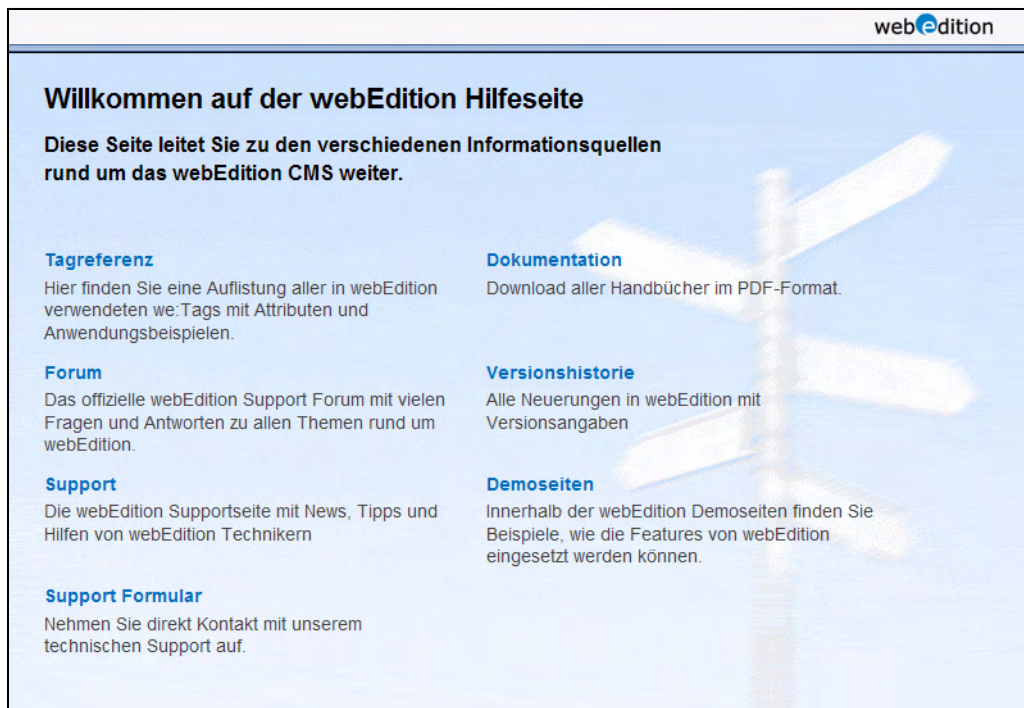 webEdition
Willkommen auf der webEdition Hilfeseite
Diese Seite leitet Sie zu den verschiedenen Informationsquellen
rund um das webEdition CMS weiter.
Tagreferenz
Hier finden Sie eine Auflistung aller in webEdition
verwendeten we:Tags mit Attributen und
Anwendungsbeispielen.
Dokumentation
Download aller Handbücher im PDF-Format.
Forum
Das offizielle webEdition Support Forum mit vielen
Fragen und Antworten zu allen Themen rund um
webEdition.
Versionshistorie
Alle Neuerungen in webEdition mit
Versionsangaben
Support
Die webEdition Supportseite mit News, Tipps und
Hilfen von webEdition Technikern
Demoseiten
Innerhalb der webEdition Demoseiten finden Sie
Beispiele, wie die Features von webEdition
eingesetzt werden können.
Support Formular
Nehmen Sie direkt Kontakt mit unserem
technischen Support auf.